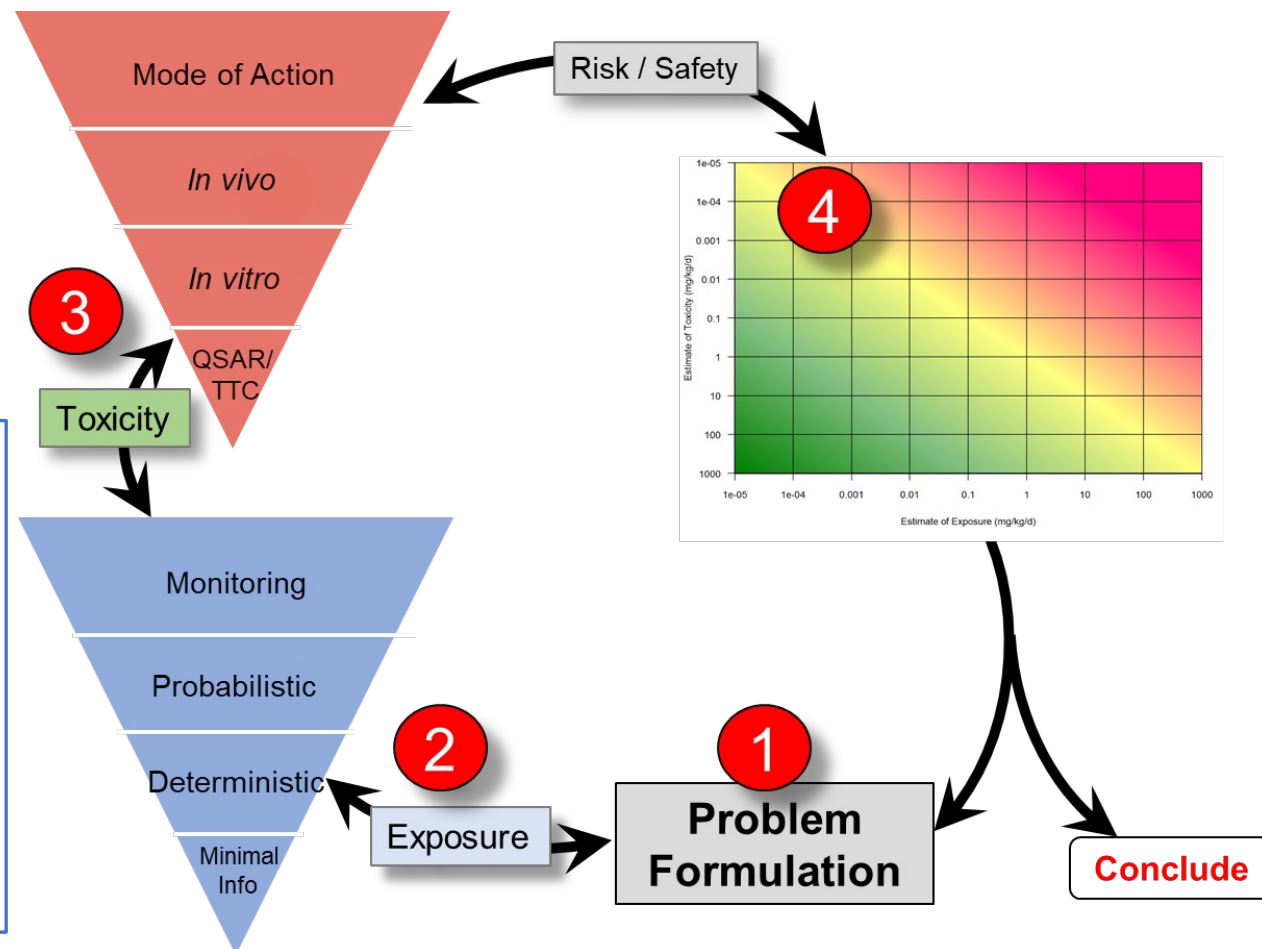 Mode of Action
In vivo
In vitro
QSAR/
TTC
3
Toxicity
Risk / Safety
4
Estimate of Toxicity (mg/kg/d)
1e-05
1e-04
0.001
0.01
0.1
1
10
100
1000
1e-05
1e-04
0.001
0.01
0.1
1
10
100
1000
Estimate of Exposure (mg/kg/d)
Monitoring
Probabilistic
Deterministic
Minimal
Info
2
Exposure
1
Problem
Formulation
Conclude